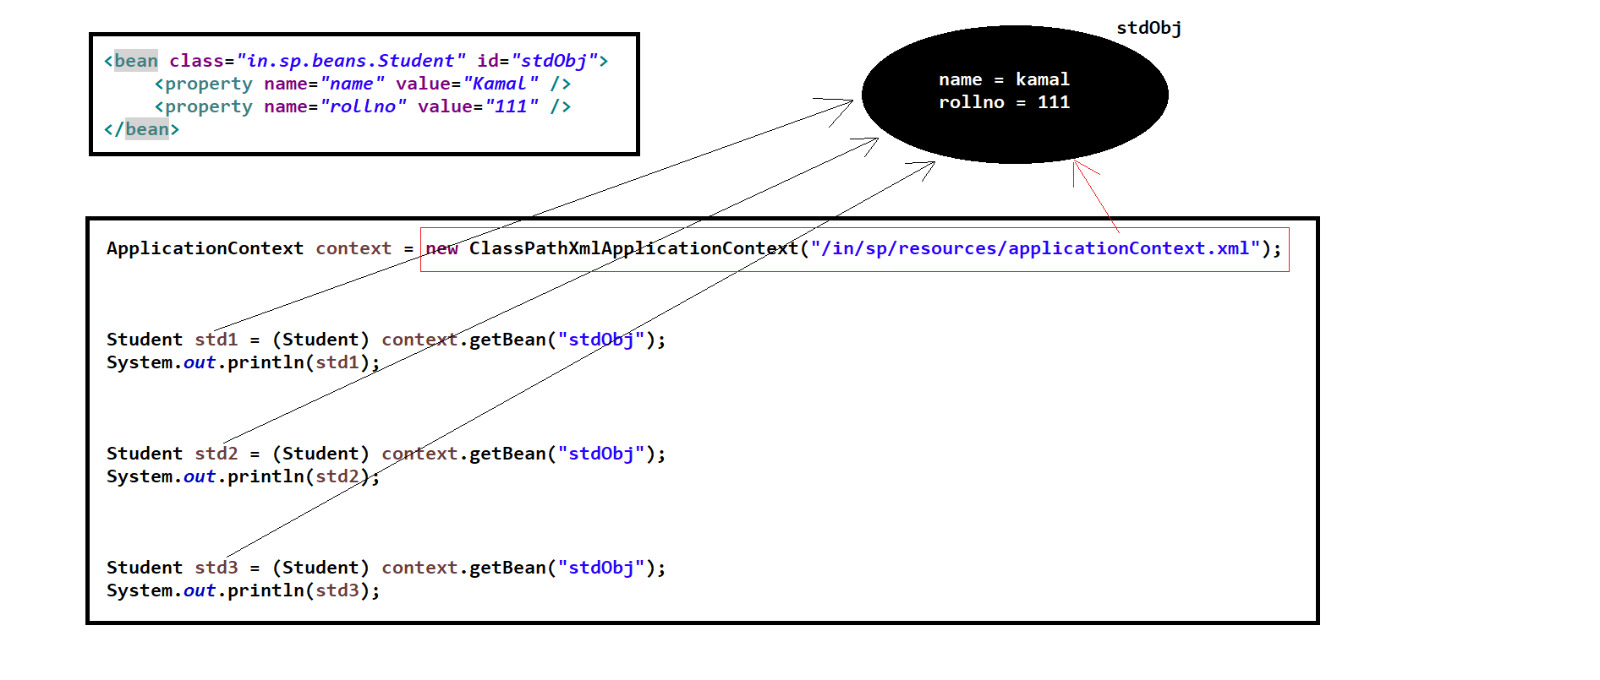 <bean class="in.sp.beans.Student" id="stdObj">
<property name="name" value="Kamal" />
<property name="rollno" value="111" />
</bean>
stdObj
name = kamal
rollno = 111
ApplicationContext context = new ClassPathXmlApplicationContext("/in/sp/resources/applicationContext.xml");
Student std1 = (Student) context.getBean("stdObj");
System.out.println(std1);
Student std2 = (Student) context.getBean("stdObj");
System.out.println(std2);
Student std3 = (Student) context.getBean("stdObj");
System.out.println(std3);